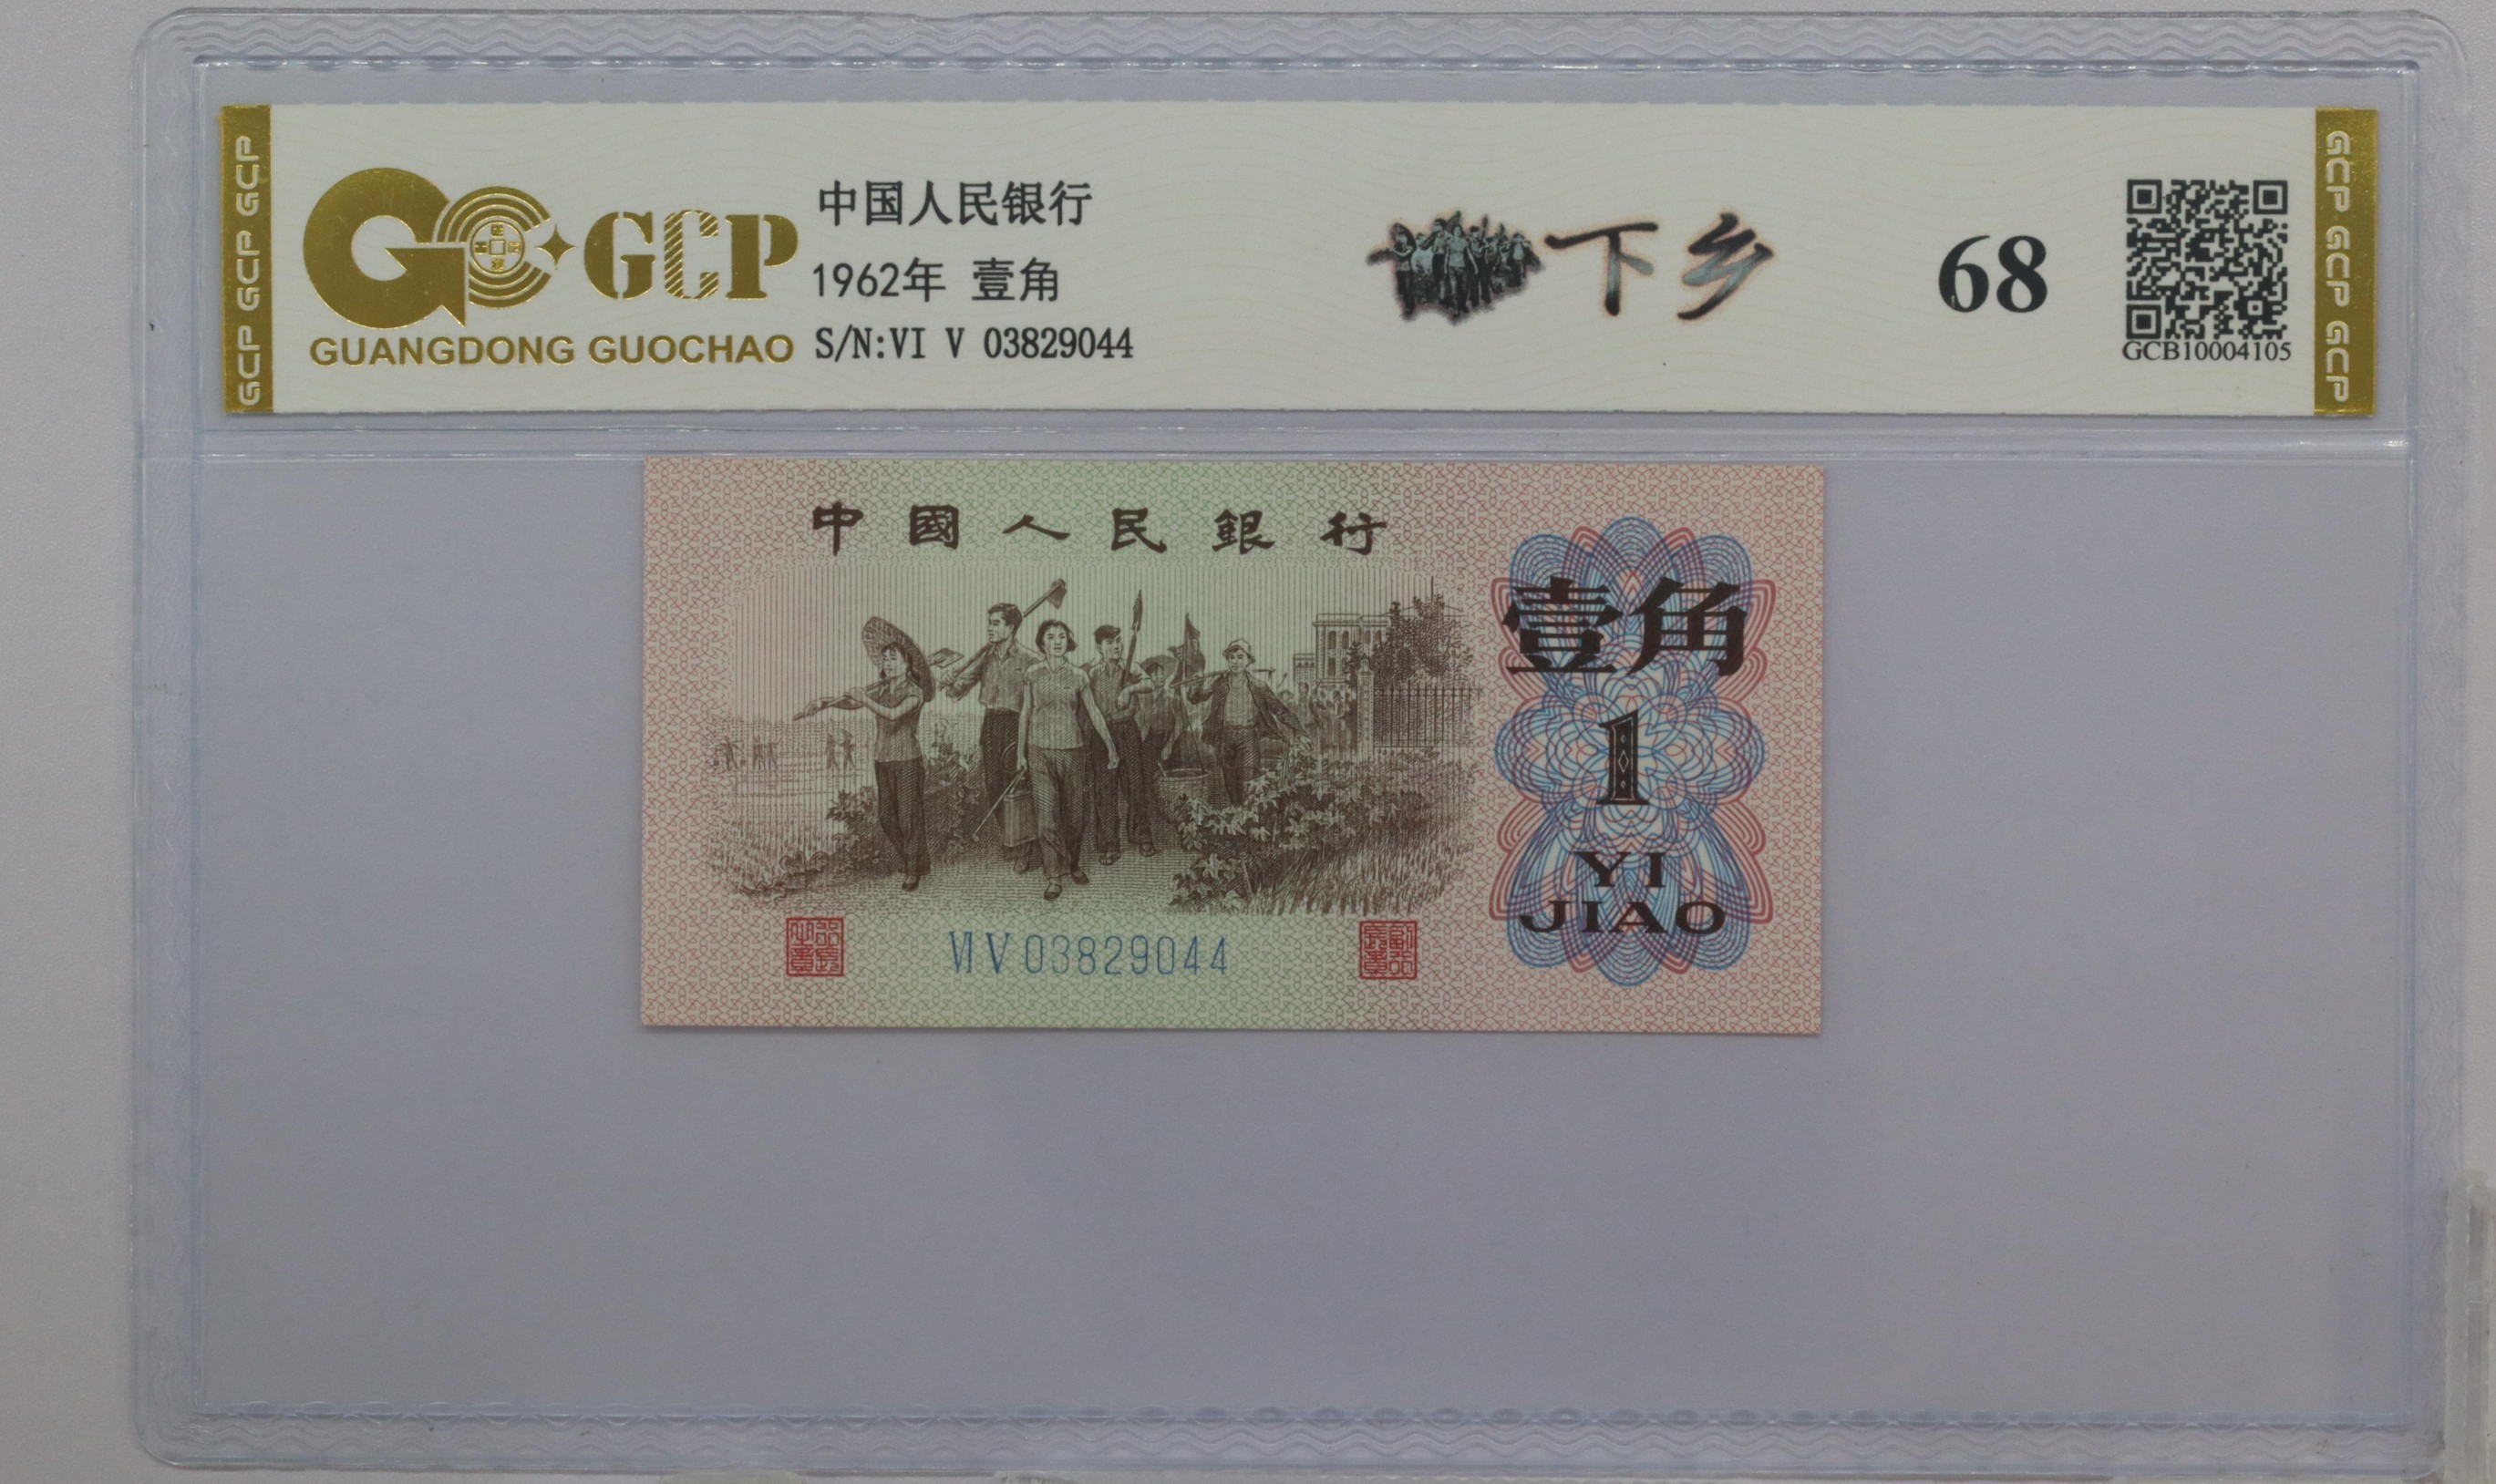 GCP GCP GCP
GCP
GUANGDONG GUOCHAO
中国人民银行
1962年 壹角
S/N:VI V 03829044
下乡
68
GCB10004105
GCP GCP GCP
中國人民銀行
壹角
1
YI
JIAO
VI V 03829044